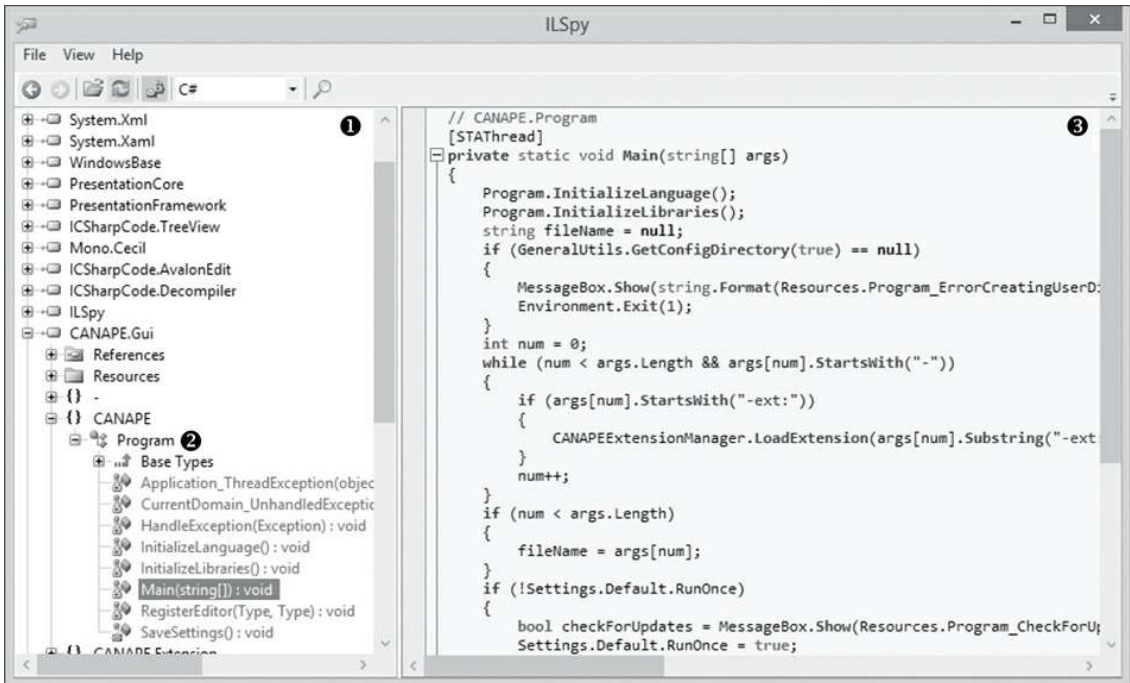 ILSpy
File View Help
C#
System.Xml
System.Xaml
WindowsBase
PresentationCore
PresentationFramework
ICSharpCode.TreeView
Mono.Cecil
ICSharpCode.AvalonEdit
ICSharpCode.Decompiler
ILSpy
CANAPE.Gui
References
Resources
{} -
{} CANAPE
Program ❷
Base Types
Application_ThreadException(objec
CurrentDomain_UnhandledExceptic
HandleException(Exception) : void
InitializeLanguage() : void
InitializeLibraries() : void
Main(string[]) : void
RegisterEditor(Type, Type) : void
SaveSettings() : void
{} CANAPE.Extension
❶
❸
// CANAPE.Program
[STAThread]
private static void Main(string[] args)
{
Program.InitializeLanguage();
Program.InitializeLibraries();
string fileName = null;
if (GeneralUtils.GetConfigDirectory(true) == null)
{
MessageBox.Show(string.Format(Resources.Program_ErrorCreatingUserDi
Environment.Exit(1);
}
int num = 0;
while (num < args.Length && args[num].StartsWith("-"))
{
if (args[num].StartsWith("-ext:"))
{
CANAPEExtensionManager.LoadExtension(args[num].Substring("-ext:
}
num++;
}
if (num < args.Length)
{
fileName = args[num];
}
if (!Settings.Default.RunOnce)
{
bool checkForUpdates = MessageBox.Show(Resources.Program_CheckForUp
Settings.Default.RunOnce = true;